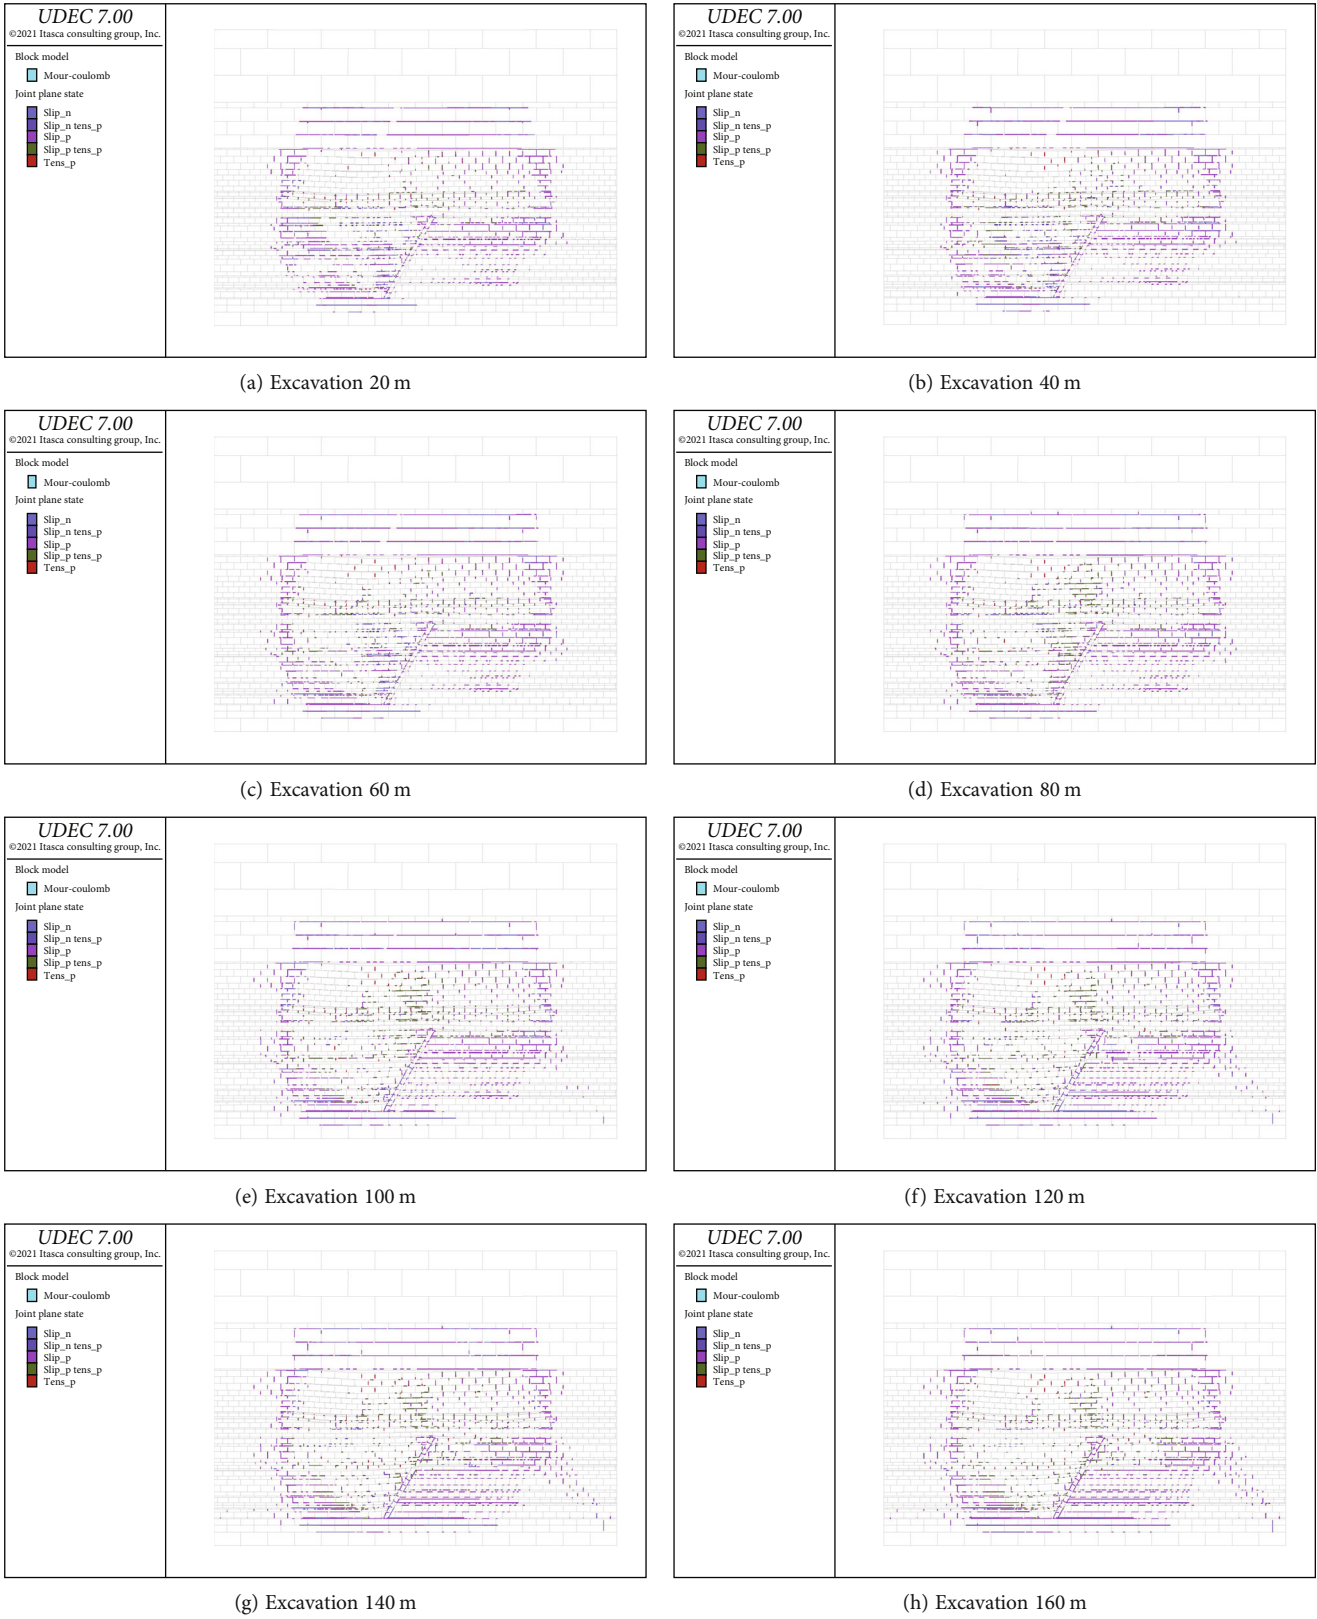 UDEC 7.00
©2021 Itasca consulting group, Inc.
Block model
Mour-coulomb
Joint plane state
Slip_n
Slip_n tens_p
Slip_p
Slip_p tens_p
Tens_p
(a) Excavation 20 m
UDEC 7.00
©2021 Itasca consulting group, Inc.
Block model
Mour-coulomb
Joint plane state
Slip_n
Slip_n tens_p
Slip_p
Slip_p tens_p
Tens_p
(b) Excavation 40 m
UDEC 7.00
©2021 Itasca consulting group, Inc.
Block model
Mour-coulomb
Joint plane state
Slip_n
Slip_n tens_p
Slip_p
Slip_p tens_p
Tens_p
(c) Excavation 60 m
UDEC 7.00
©2021 Itasca consulting group, Inc.
Block model
Mour-coulomb
Joint plane state
Slip_n
Slip_n tens_p
Slip_p
Slip_p tens_p
Tens_p
(d) Excavation 80 m
UDEC 7.00
©2021 Itasca consulting group, Inc.
Block model
Mour-coulomb
Joint plane state
Slip_n
Slip_n tens_p
Slip_p
Slip_p tens_p
Tens_p
(e) Excavation 100 m
UDEC 7.00
©2021 Itasca consulting group, Inc.
Block model
Mour-coulomb
Joint plane state
Slip_n
Slip_n tens_p
Slip_p
Slip_p tens_p
Tens_p
(f) Excavation 120 m
UDEC 7.00
©2021 Itasca consulting group, Inc.
Block model
Mour-coulomb
Joint plane state
Slip_n
Slip_n tens_p
Slip_p
Slip_p tens_p
Tens_p
(g) Excavation 140 m
UDEC 7.00
©2021 Itasca consulting group, Inc.
Block model
Mour-coulomb
Joint plane state
Slip_n
Slip_n tens_p
Slip_p
Slip_p tens_p
Tens_p
(h) Excavation 160 m